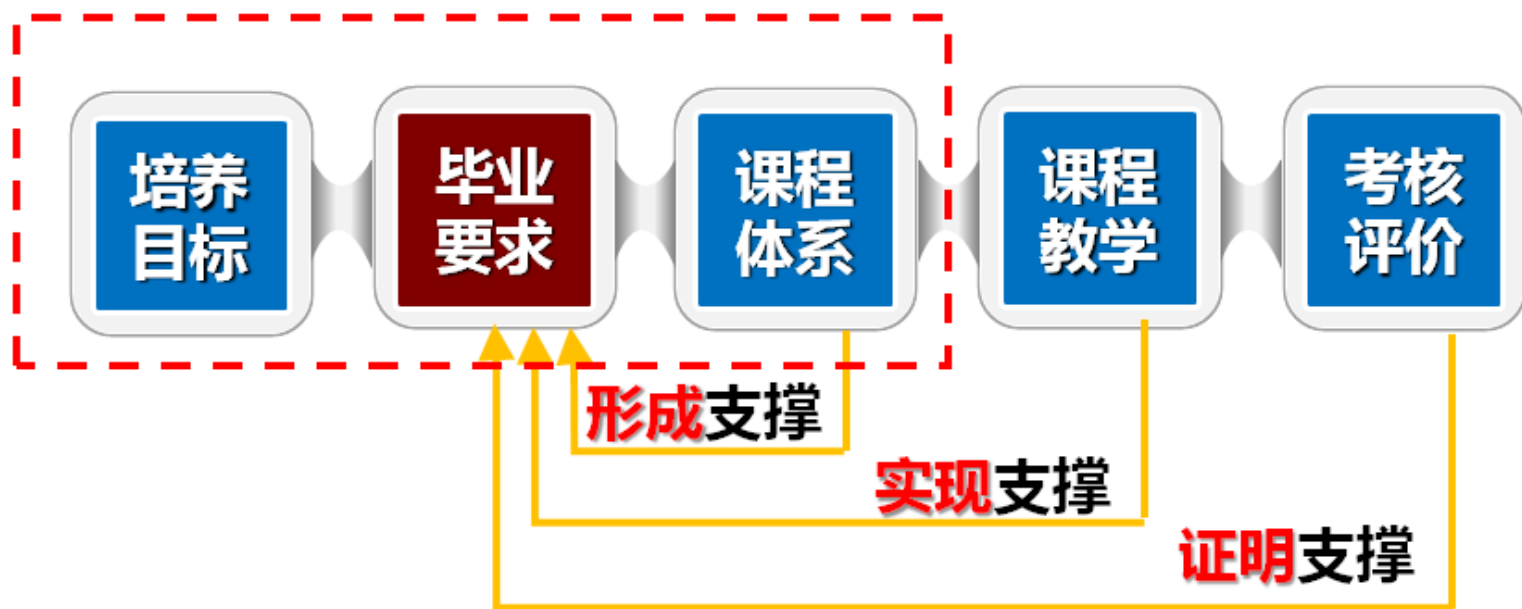 培养
目标
毕业
要求
课程
体系
课程
教学
考核
评价
形成支撑
实现支撑
证明支撑